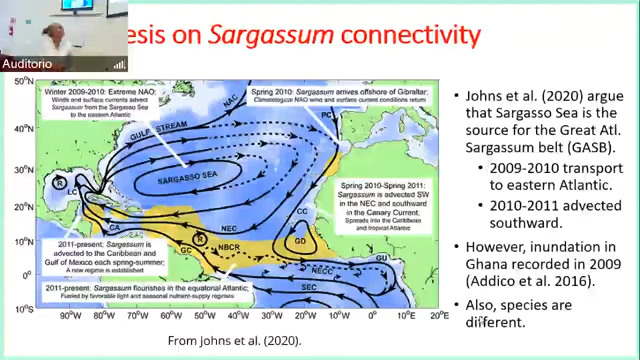 esis on Sargassum connectivity
Auditorio
Winter 2009-2010: Extreme NAO:
Winds and surface currents advect
Sargassum from the Sargasso Sea
to the eastern Atlantic
Spring 2010: Sargassum arrives offshore of Gibraltar;
Climatological NAO wind and surface current conditions return
50°N
40°N
30°N
20°N
10°N
0°
10°S
NAC
PC
GULF STREAM
SARGASSO SEA
R
LC
CA
NEC
CC
R
GC
NBCR
GD
GU
NECC
SEC
Spring 2010-Spring 2011:
Sargassum is advected SW
in the NEC and southward
in the Canary Current.
Spreads into the Caribbean
and tropical Atlantic
2011-present: Sargassum is
advected to the Caribbean and
Gulf of Mexico each spring-summer;
A new regime is established
2011-present: Sargassum flourishes in the equatorial Atlantic;
Fueled by favorable light and seasonal nutrient-supply regimes
90°W
80°W
70°W
60°W
50°W
40°W
30°W
20°W
10°W
0°
10°E
20°E
From Johns et al. (2020).
• Johns et al. (2020) argue
that Sargasso Sea is the
source for the Great Atl.
Sargassum belt (GASB).
• 2009-2010 transport
to eastern Atlantic.
• 2010-2011 advected
southward.
• However, inundation in
Ghana recorded in 2009
(Addico et al. 2016).
• Also, species are
different.